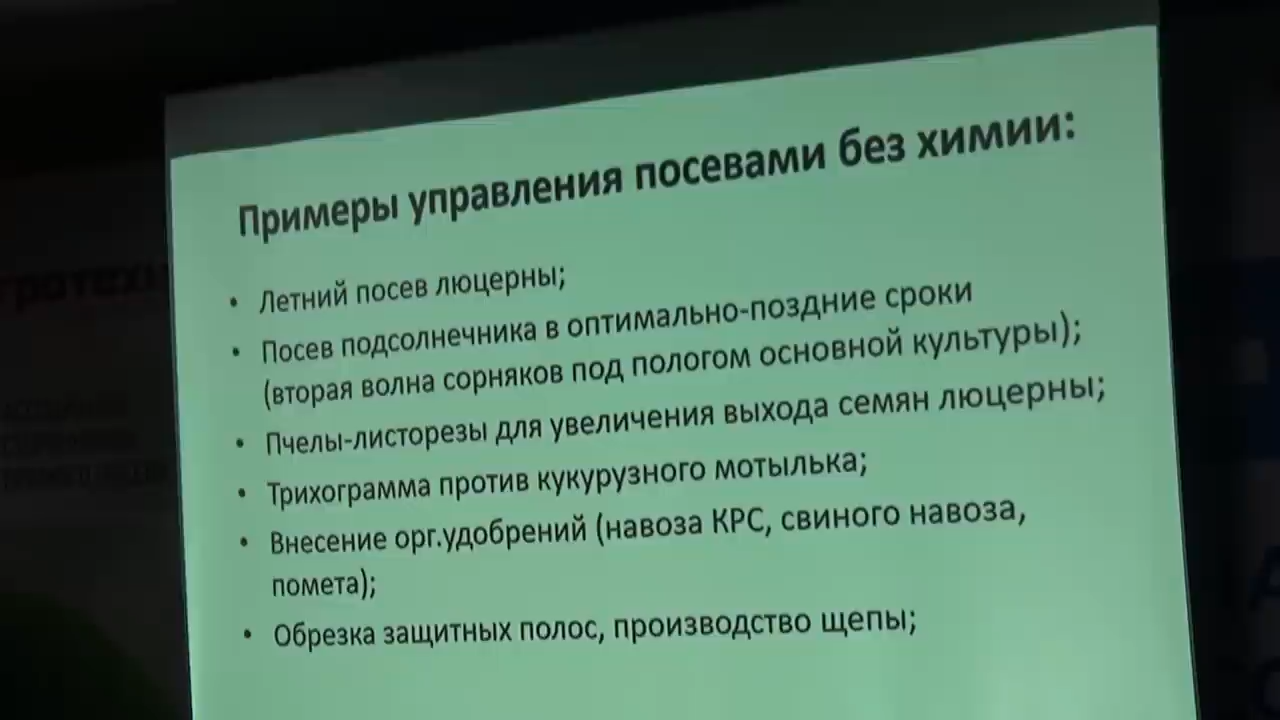 Примеры управления посевами без химии:
• Летний посев люцерны;
• Посев подсолнечника в оптимально-поздние сроки
(вторая волна сорняков под пологом основной культуры);
• Пчелы-листорезы для увеличения выхода семян люцерны;
• Трихограмма против кукурузного мотылька;
• Внесение орг.удобрений (навоза КРС, свиного навоза,
помета);
• Обрезка защитных полос, производство щепы;